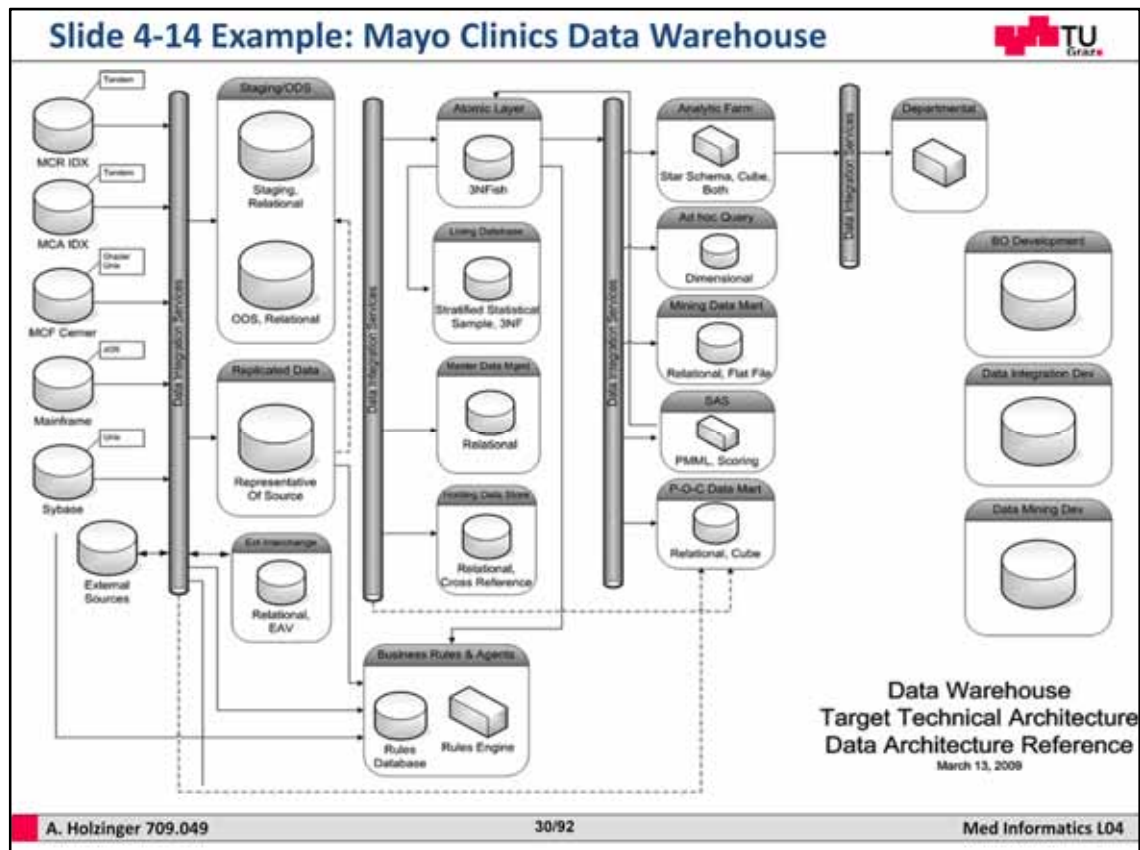 Slide 4-14 Example: Mayo Clinics Data Warehouse
TU
Graz
Tandem
MCR IDX
Tandem
MCA IDX
Unix
MCF Cerner
Mainframe
Unix
Sybase
External
Sources
Data Integration Services
Staging/ODS
Staging,
Relational
ODS, Relational
Replicated Data
Representative
Of Source
Ext Interchange
Relational,
EAV
Data Integration Services
Atomic Layer
3NFish
Living Database
Stratified Statistical
Sample, 3NF
Master Data Mgmt
Relational
Data Store
Relational,
Cross Reference
Business Rules & Agents
Rules
Database
Rules Engine
Data Integration Services
Analytic Farm
Star Schema, Cube,
Both
Ad hoc Query
Dimensional
Mining Data Mart
Relational, Flat File
SAS
PMML, Scoring
P-O-C Data Mart
Relational, Cube
Data Integration Services
Departmental
BO Development
Data Integration Dev
Data Mining Dev
Data Warehouse
Target Technical Architecture
Data Architecture Reference
March 13, 2009
A. Holzinger 709.049
30/92
Med Informatics L04